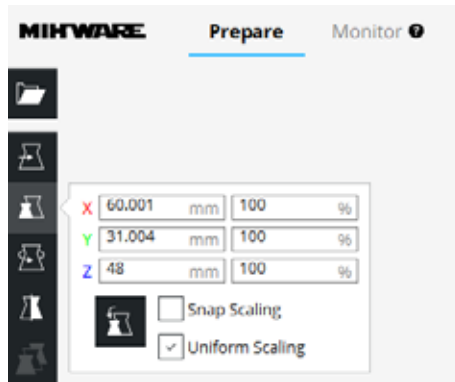 MIHWARE Prepare Monitor ?
X 60.001 mm 100 %
Y 31.004 mm 100 %
Z 48 mm 100 %
Snap Scaling
Uniform Scaling